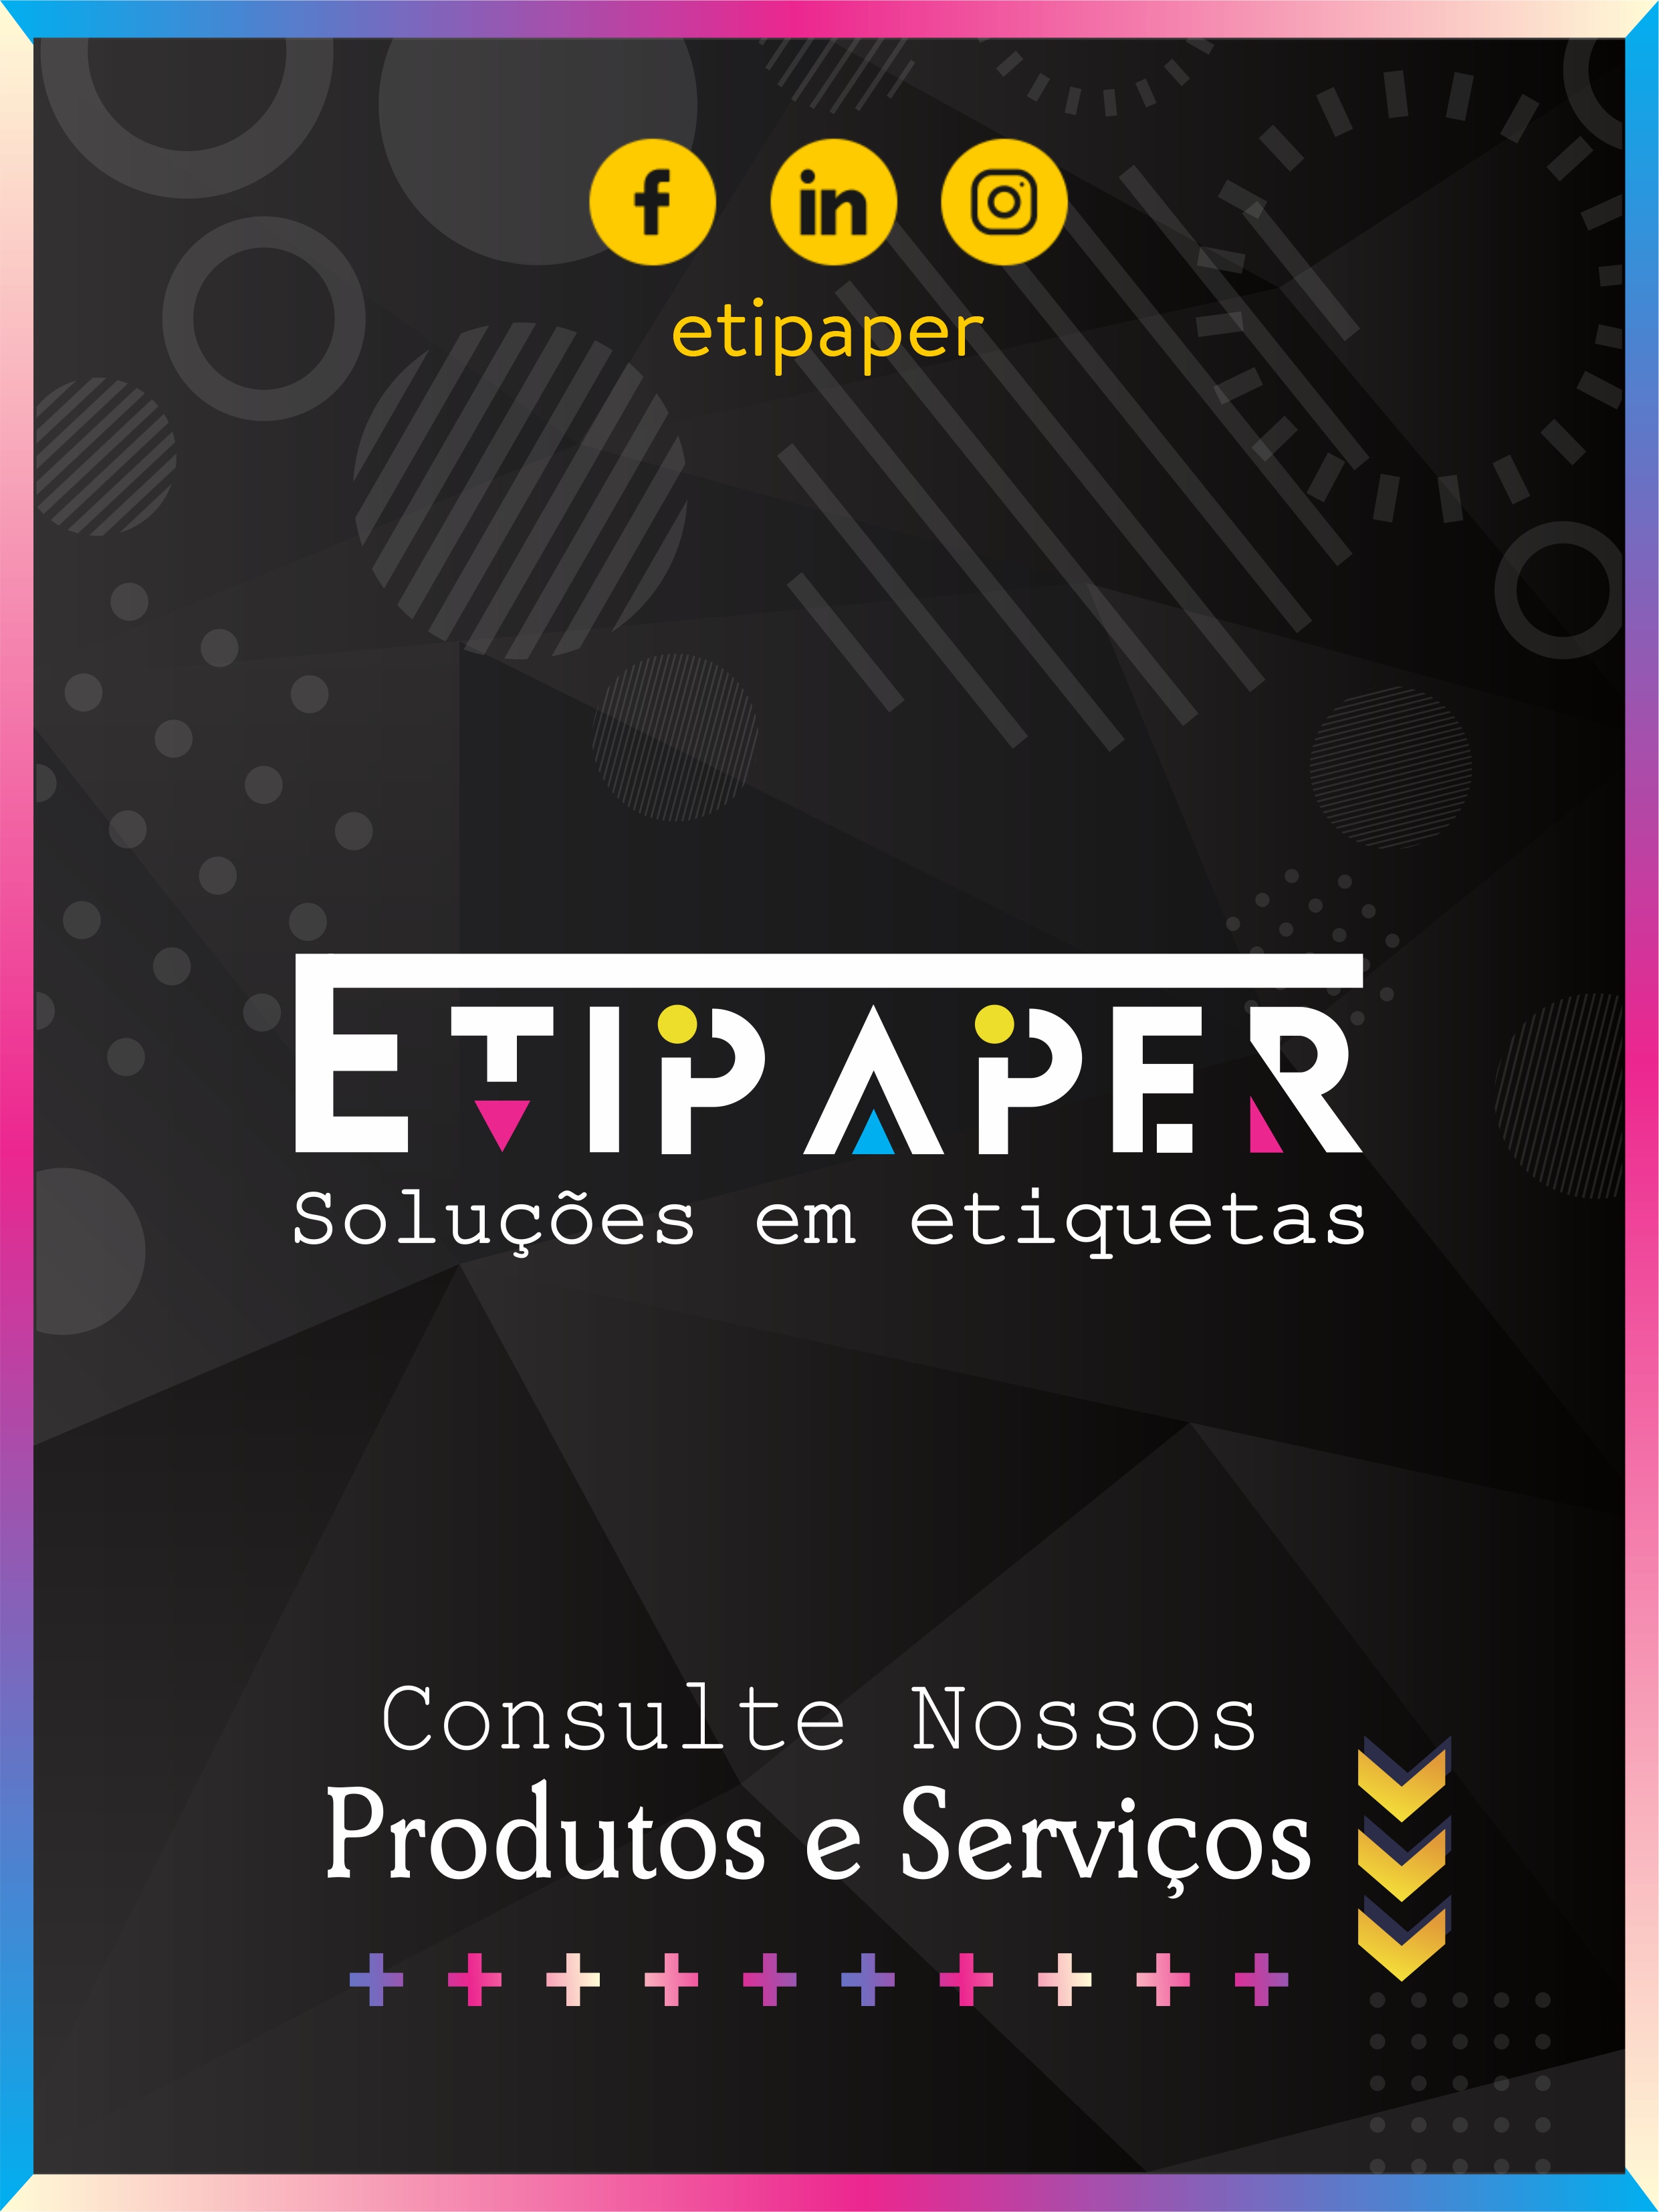 etipaper
ETIPAPER
Soluções em etiquetas
Consulte Nossos
Produtos e Serviços